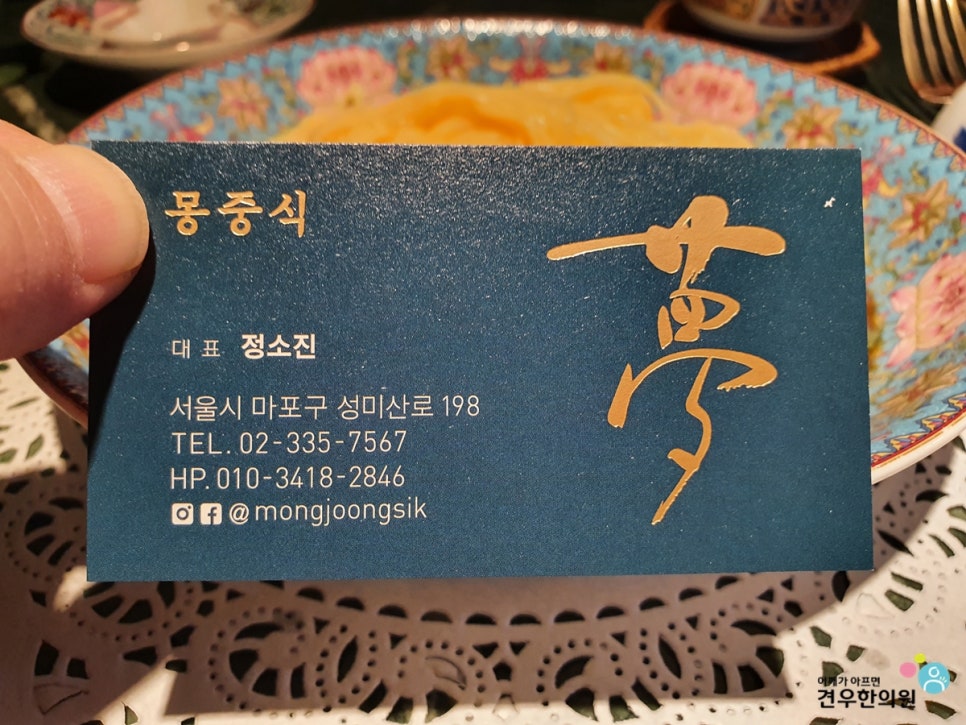 몽중식
夢
대표 정소진
서울시 마포구 성미산로 198
TEL. 02-335-7567
HP. 010-3418-2846
@mongjoongsik
어깨가 아프면
견우한의원